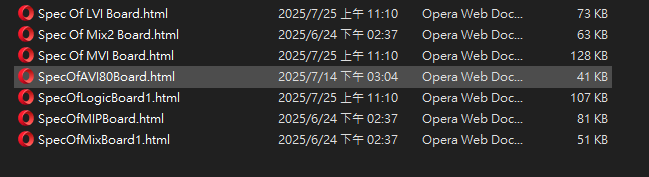 Spec Of LVI Board.html 2025/7/25 上午 11:10 Opera Web Doc... 73 KB
Spec Of Mix2 Board.html 2025/6/24 下午 02:37 Opera Web Doc... 63 KB
Spec Of MVI Board.html 2025/7/25 上午 11:10 Opera Web Doc... 128 KB
SpecOfAVI80Board.html 2025/7/14 下午 03:04 Opera Web Doc... 41 KB
SpecOfLogicBoard1.html 2025/7/25 上午 11:10 Opera Web Doc... 107 KB
SpecOfMIPBoard.html 2025/6/24 下午 02:37 Opera Web Doc... 81 KB
SpecOfMixBoard1.html 2025/6/24 下午 02:37 Opera Web Doc... 51 KB